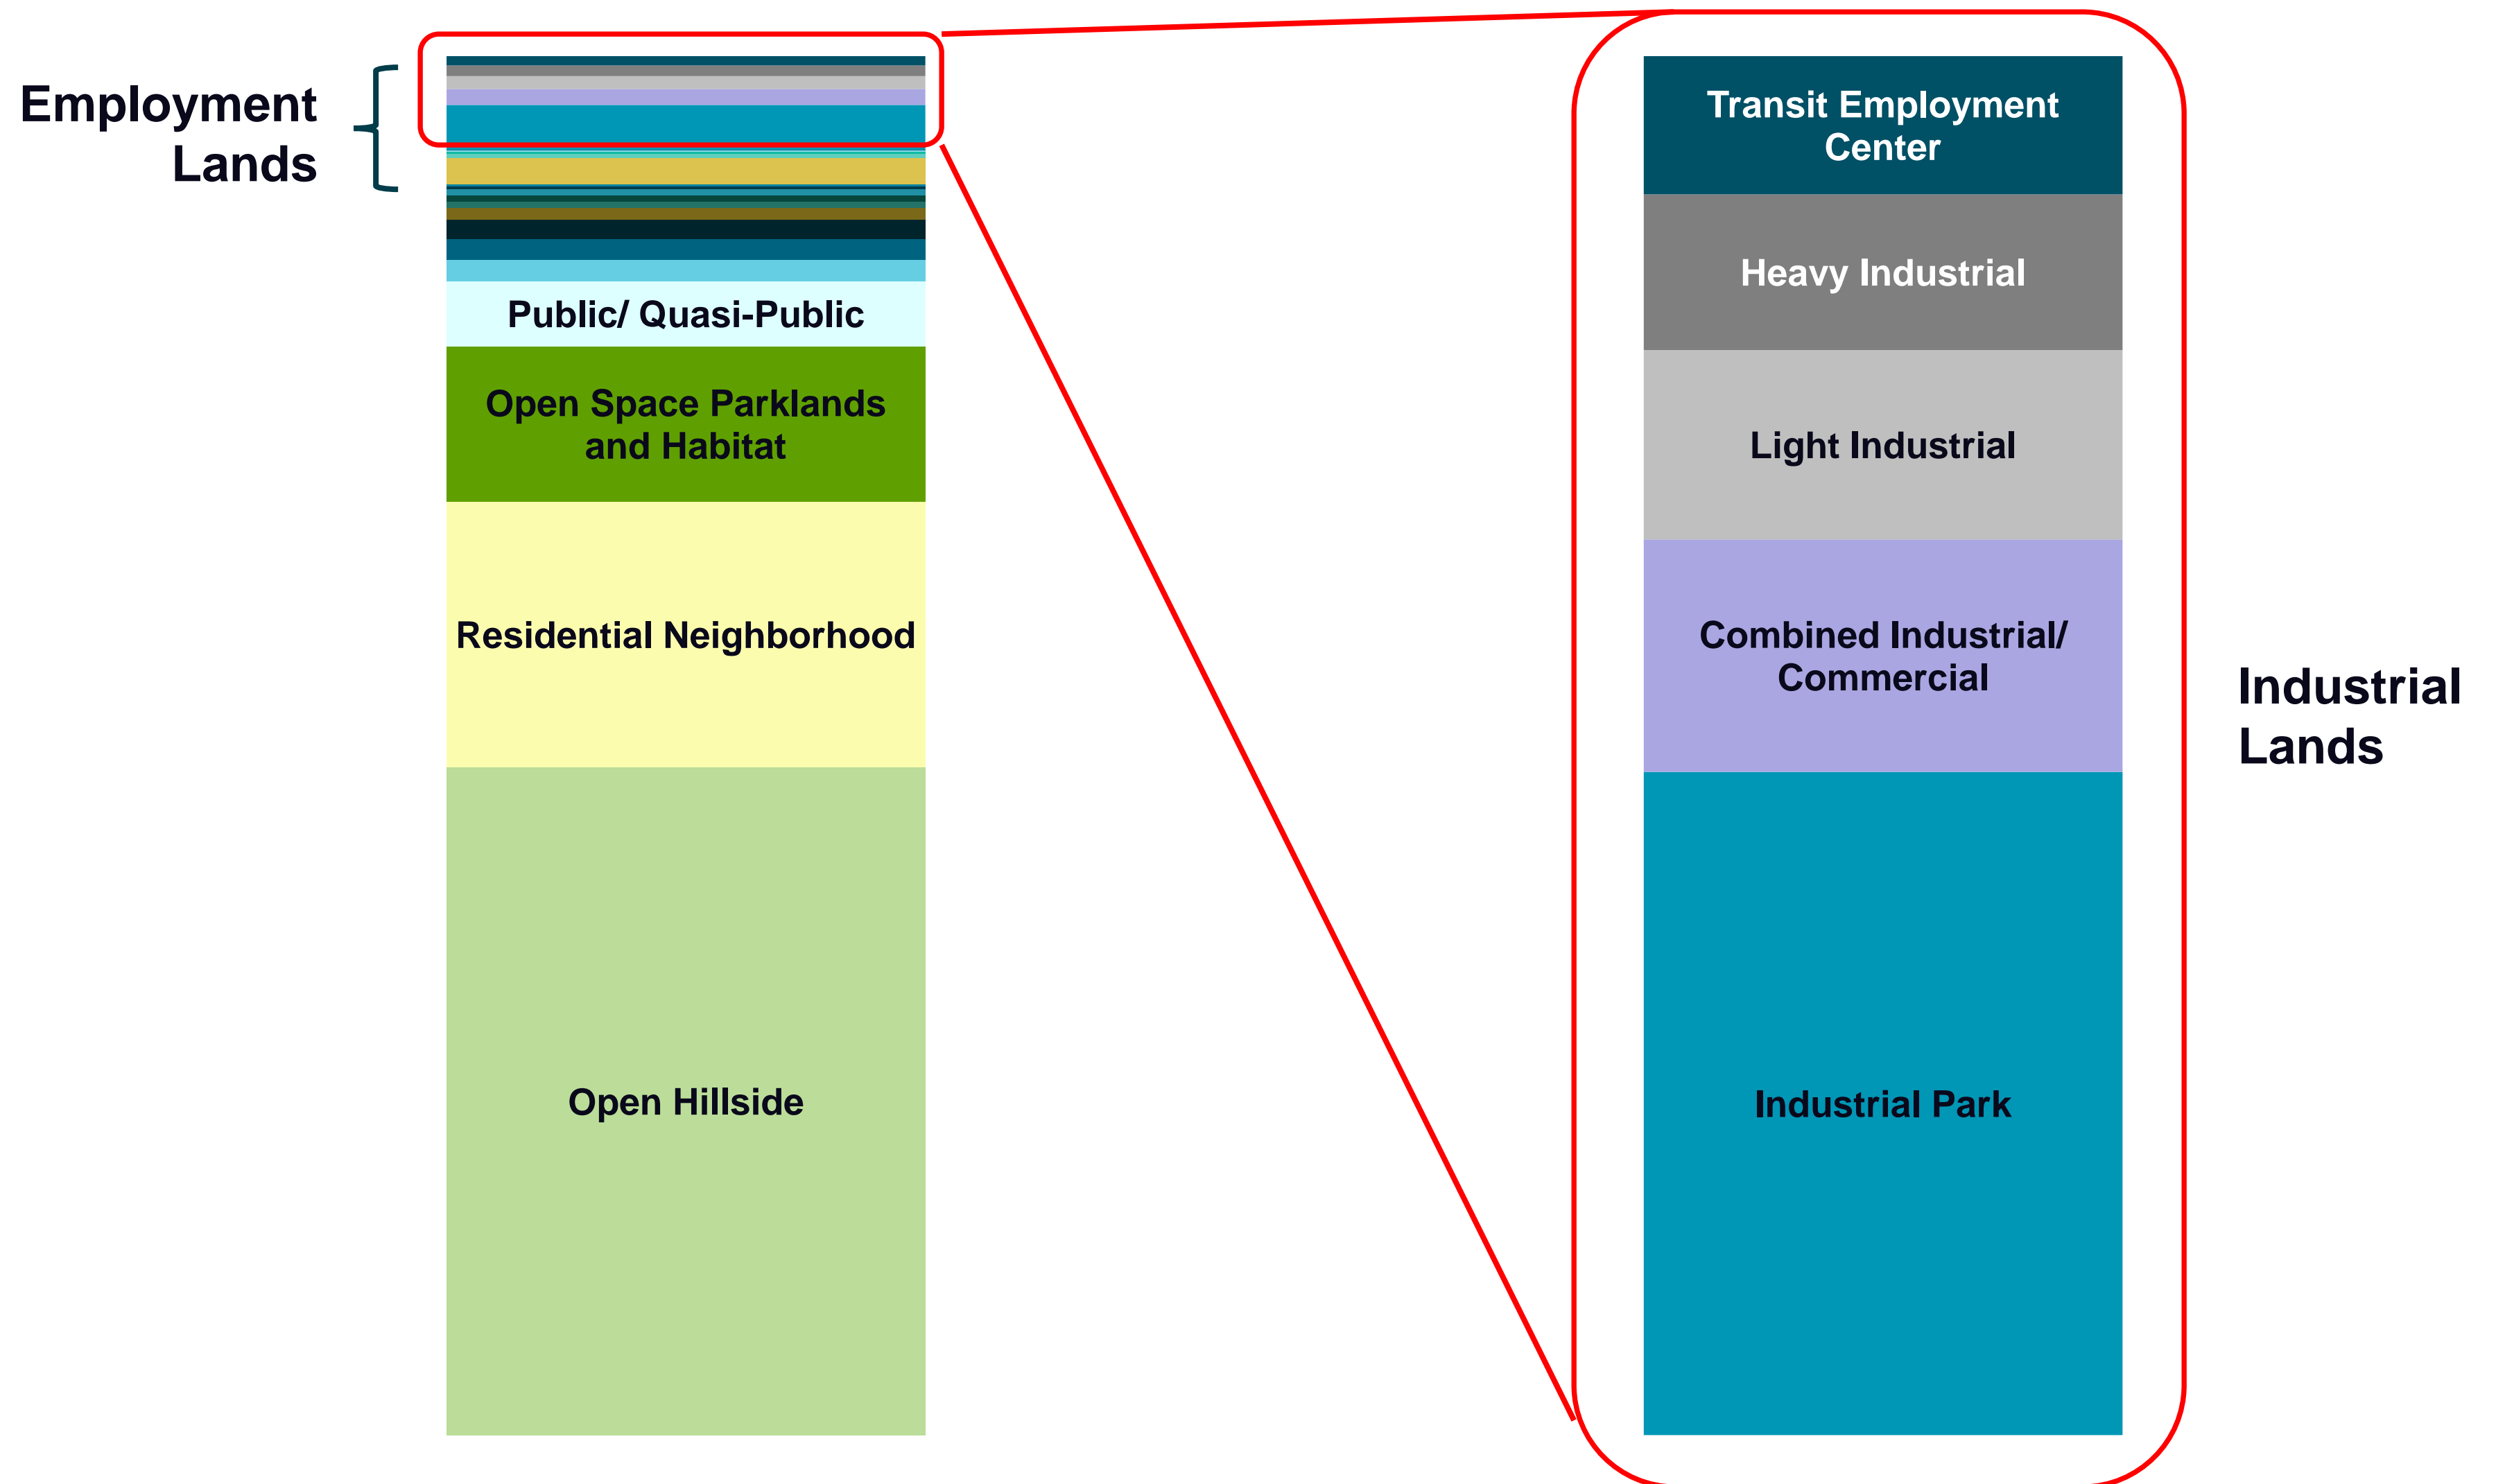 Employment
Lands
Public/ Quasi-Public
Open Space Parklands
and Habitat
Residential Neighborhood
Open Hillside
Transit Employment
Center
Heavy Industrial
Light Industrial
Combined Industrial/
Commercial
Industrial Park
Industrial
Lands